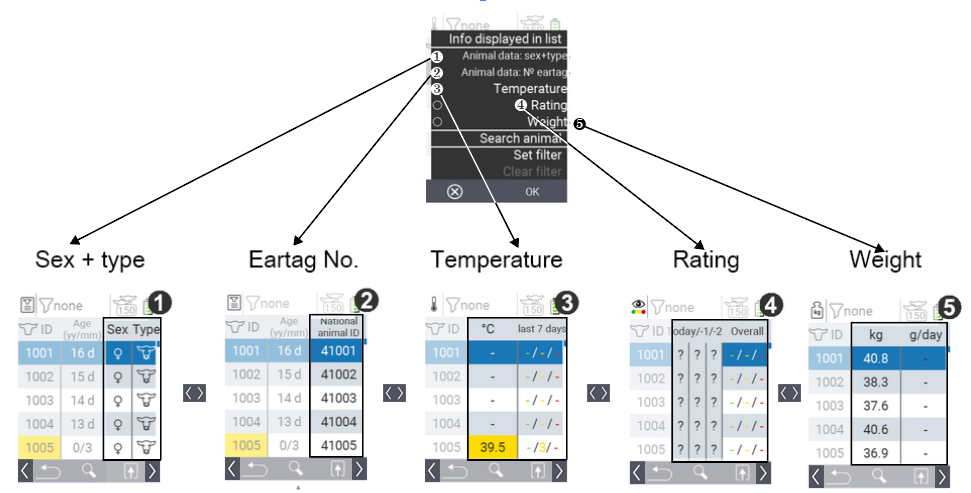 none
150
Info displayed in list
1 Animal data: sex+type
2 Animal data: Nº eartag
3 Temperature
4 Rating
Weight 5
Search animal
Set filter
Clear filter
OK
Sex + type
Eartag No.
Temperature
Rating
Weight
none 150 1
ID Age (yy/mm) Sex Type
1001 16 d ♀
1002 15 d ♀
1003 14 d ♀
1004 13 d ♀
1005 0/3 ♀
none 150 2
ID Age (yy/mm) National animal ID
1001 16 d 41001
1002 15 d 41002
1003 14 d 41003
1004 13 d 41004
1005 0/3 41005
none 150 3
ID °C last 7 days
1001 - -/-/
1002 - -/-/-
1003 - -/-/-
1004 - -/-/-
1005 39.5 -/3/-
none 150 4
ID Today/-1/-2 Overall
1001 ? ? ? -/-/
1002 ? ? ? -/-/-
1003 ? ? ? -/-/-
1004 ? ? ? -/-/-
1005 ? ? ? -/-/-
kg none 150 5
ID kg g/day
1001 40.8 -
1002 38.3 -
1003 37.6 -
1004 40.6 -
1005 36.9 -